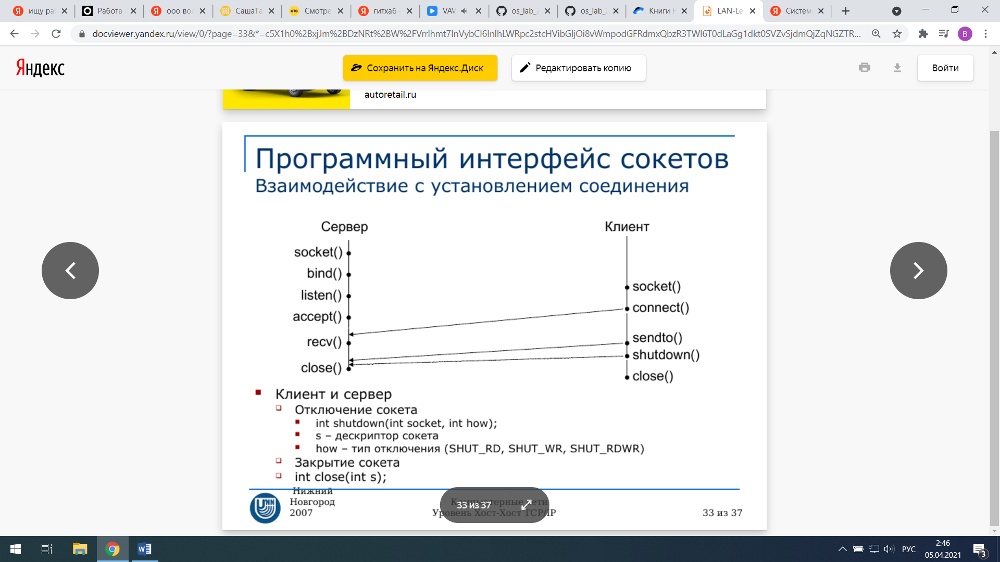 ищу ра
Работа
ооо вол
СашаТа
Смотре
гитхаб
VAV
os_lab_
os_lab_
Книги
LAN-Le
Систем
docviewer.yandex.ru/view/0/?page=33&*=c5X1h0%2BxjJm%2BDzNRt%2BW%2FVrrlhmt7InVybCI6InlhLWRpc2stcHVibGljOi8vWmpodGFRdmxQbzR3TWl6T0dLaGg1dkt0SVZvSjdmQjZqNGZTR...
В
Яндекс
Сохранить на Яндекс.Диск
Редактировать копию
Войти
autoretail.ru
Программный интерфейс сокетов
Взаимодействие с установлением соединения
Сервер
Клиент
socket()
bind()
listen()
accept()
recv()
close()
socket()
connect()
sendto()
shutdown()
close()
Клиент и сервер
Отключение сокета
int shutdown(int socket, int how);
s – дескриптор сокета
how – тип отключения (SHUT_RD, SHUT_WR, SHUT_RDWR)
Закрытие сокета
int close(int s);
Нижний
Новгород
2007
Компьютерные сети
Уровень Хост-Хост TCP/IP
33 из 37
33 из 37
РУС
2:46
05.04.2021
3